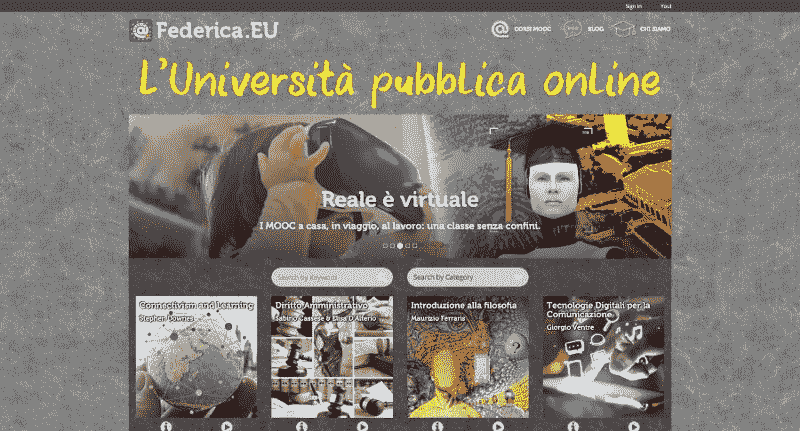 Sign in
Federica.EU
CORSI MOOC
BLOG
CHI SIAMO
L'Università pubblica online
Reale è virtuale
I MOOC a casa, in viaggio, al lavoro: una classe senza confini.
Search by Keyword
Search by Category
Connectivism and Learning
Stephen Downes
Diritto Amministrativo
Sabino Cassese & Elisa D'Alterio
Introduzione alla filosofia
Maurizio Ferraris
Tecnologie Digitali per la
Comunicazione
Giorgio Ventre